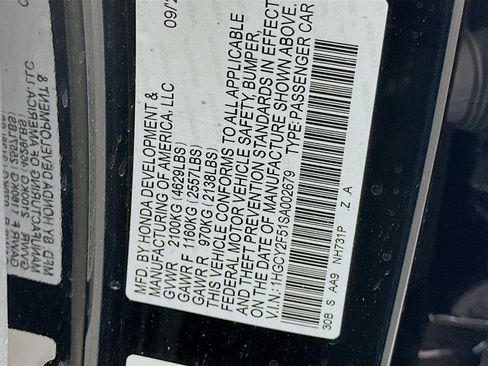 MFD. BY HONDA DEVELOPMENT &
MANUFACTURING OF AMERICA, LLC 09/2
GVWR 2100KG (4629LBS)
GAWR F 1160KG (2557LBS)
GAWR R 970KG (2138LBS)
THIS VEHICLE CONFORMS TO ALL APPLICABLE
FEDERAL MOTOR VEHICLE SAFETY, BUMPER,
AND THEFT PREVENTION STANDARDS IN EFFECT
ON THE DATE OF MANUFACTURE SHOWN ABOVE.
V.I.N.: 1HGCY2F51SA002679 TYPE: PASSENGER CAR
30B S AA9 NH731P Z A